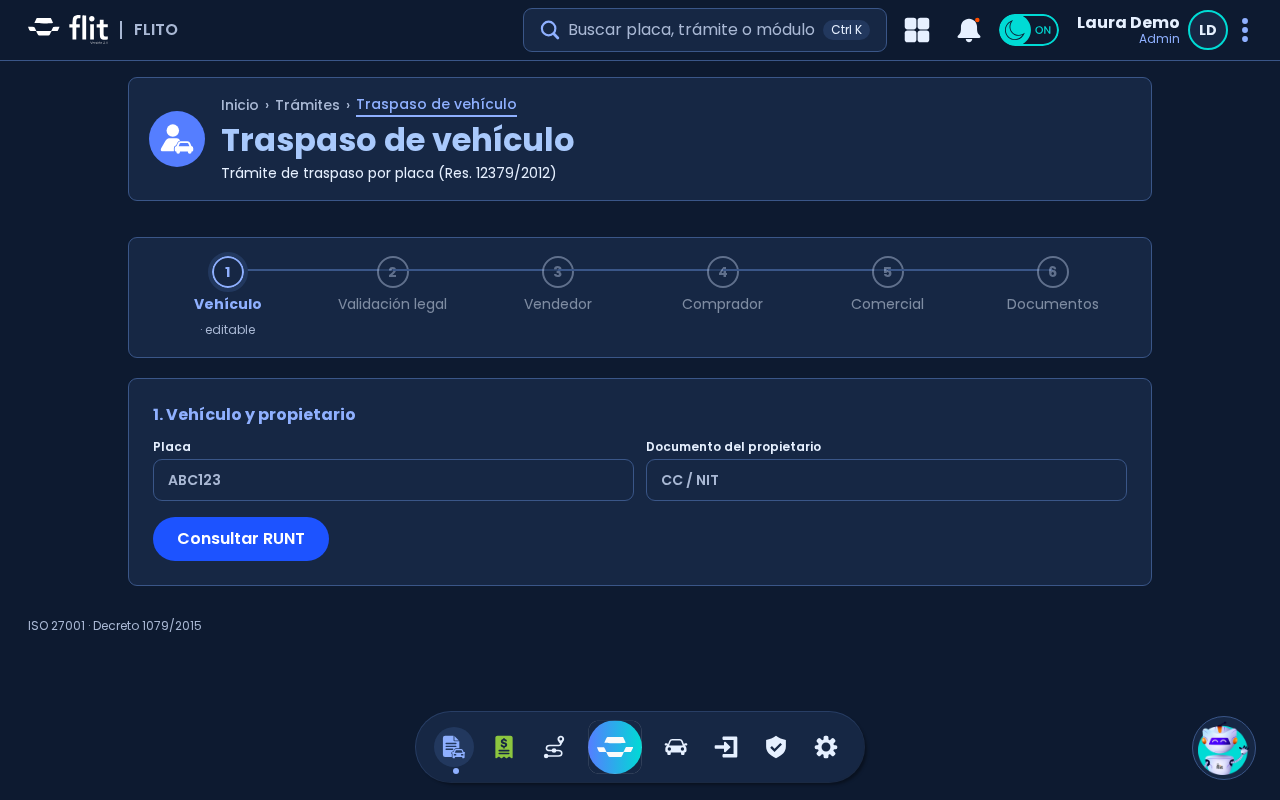 flit | FLITO
Buscar placa, trámite o módulo
Ctrl K
ON
Laura Demo
Admin
LD
Inicio › Trámites › Traspaso de vehículo
Traspaso de vehículo
Trámite de traspaso por placa (Res. 12379/2012)
1 2 3 4 5 6
Vehículo Validación legal Vendedor Comprador Comercial Documentos
· editable
1. Vehículo y propietario
Placa
Documento del propietario
ABC123
CC / NIT
Consultar RUNT
ISO 27001 · Decreto 1079/2015